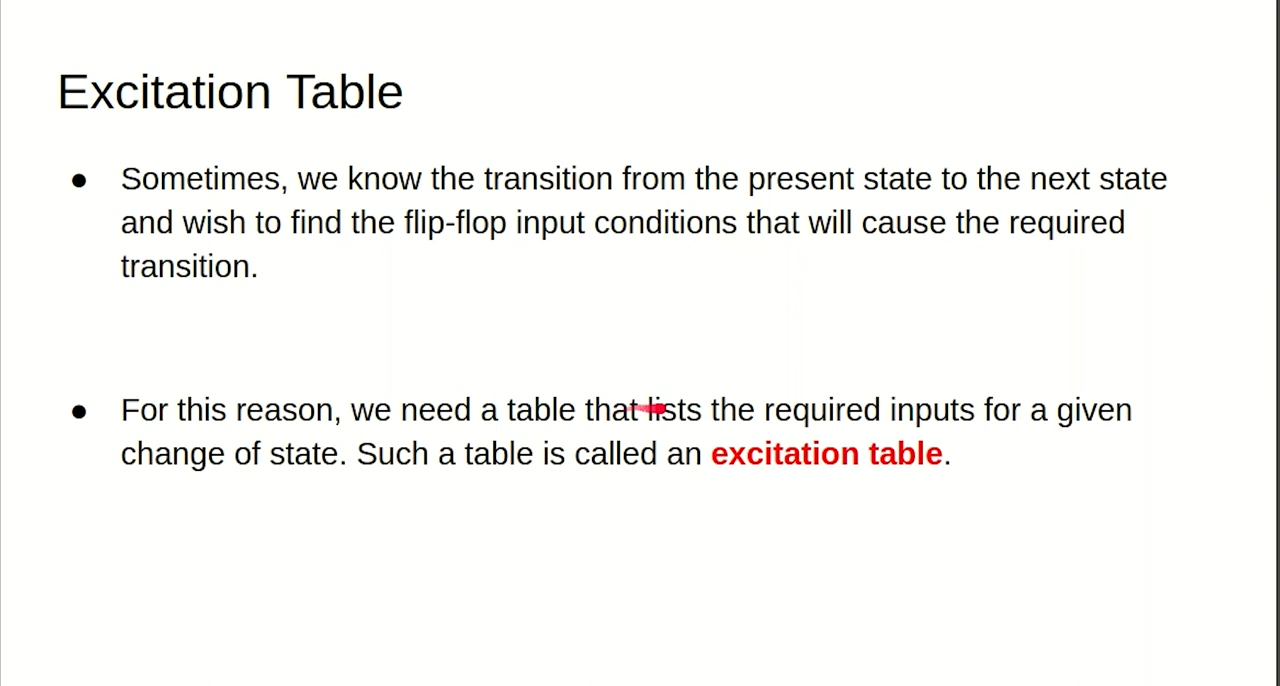 Excitation Table
● Sometimes, we know the transition from the present state to the next state
and wish to find the flip-flop input conditions that will cause the required
transition.
● For this reason, we need a table that lists the required inputs for a given
change of state. Such a table is called an excitation table.